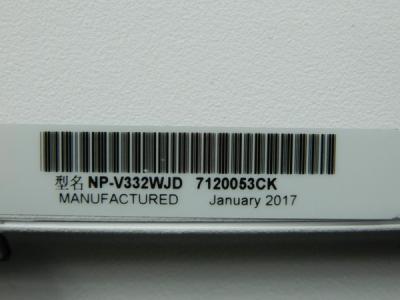 型名 NP-V332WJD 7120053CK
MANUFACTURED January 2017